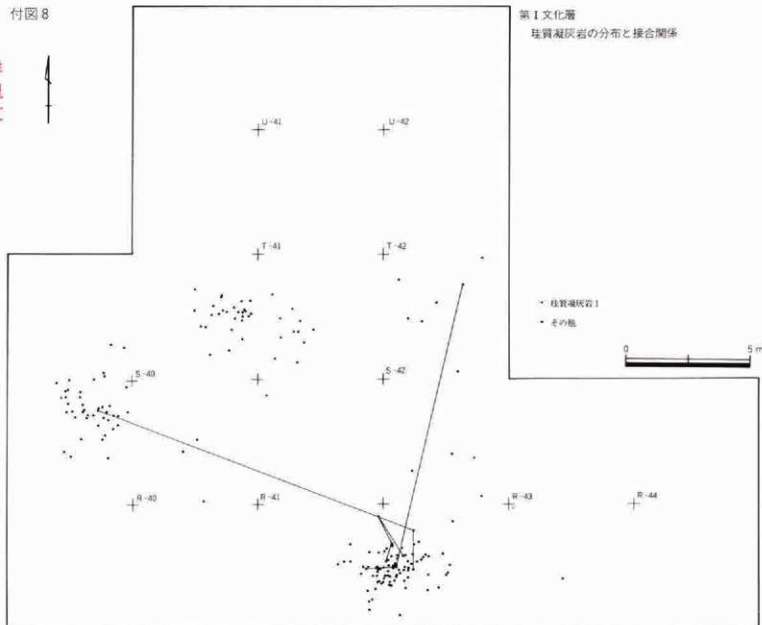 付図8
第Ⅰ文化層
珪質凝灰岩の分布と接合関係
U-41
U-42
T-41
T-42
・ 珪質凝灰岩1
・ その他
0
5 m
S-40
S-42
R-40
R-41
R-43
R-44